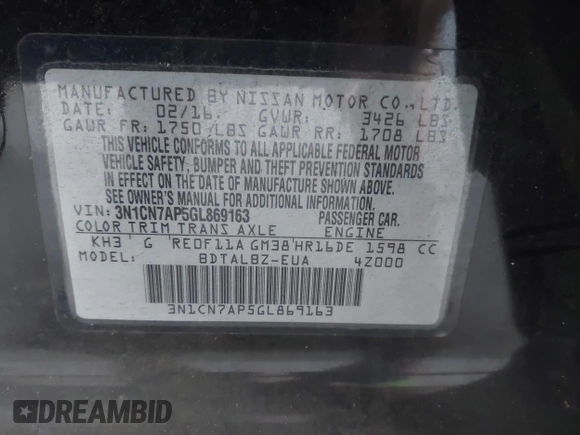 MANUFACTURED BY NISSAN MOTOR CO., LTD.
DATE: 02/16 GVWR: 3426 LBS
GAWR FR: 1750 LBS GAWR RR: 1708 LBS
THIS VEHICLE CONFORMS TO ALL APPLICABLE FEDERAL MOTOR
VEHICLE SAFETY, BUMPER AND THEFT PREVENTION STANDARDS
IN EFFECT ON THE DATE OF MANUFACTURE SHOWN ABOVE.
SEE OWNER'S MANUAL FOR ADDITIONAL INFORMATION.
VIN: 3N1CN7AP5GL869163 PASSENGER CAR.
COLOR TRIM TRANS AXLE ENGINE
KH3 G RE0F11A GM38 HR16DE 1598 CC
MODEL: BDTALBZ-EUA 4Z000
3N1CN7AP5GL869163
DREAMBID